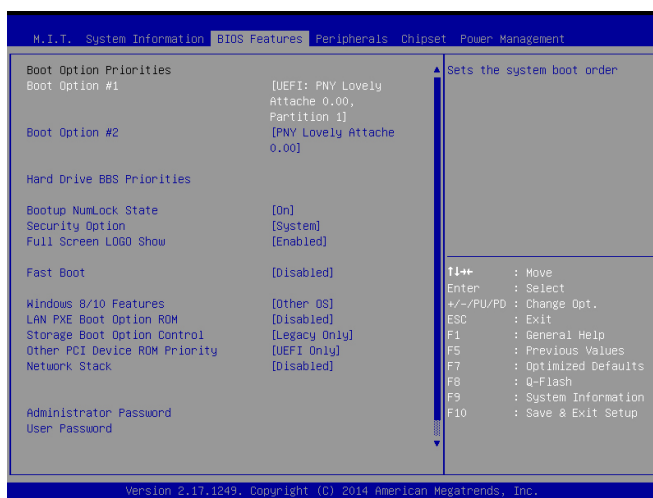 M.I.T. System Information BIOS Features Peripherals Chipset Power Management
Boot Option Priorities
Boot Option #1 [UEFI: PNY Lovely
Attache 0.00,
Partition 1]
Boot Option #2 [PNY Lovely Attache
0.00]
Hard Drive BBS Priorities
Bootup NumLock State [On]
Security Option [System]
Full Screen LOGO Show [Enabled]
Fast Boot [Disabled]
Windows 8/10 Features [Other OS]
LAN PXE Boot Option ROM [Disabled]
Storage Boot Option Control [Legacy Only]
Other PCI Device ROM Priority [UEFI Only]
Network Stack [Disabled]
Administrator Password
User Password
Sets the system boot order
↑↓→← : Move
Enter : Select
+/-/PU/PD : Change Opt.
ESC : Exit
F1 : General Help
F5 : Previous Values
F7 : Optimized Defaults
F8 : Q-Flash
F9 : System Information
F10 : Save & Exit Setup
Version 2.17.1249. Copyright (C) 2014 American Megatrends, Inc.